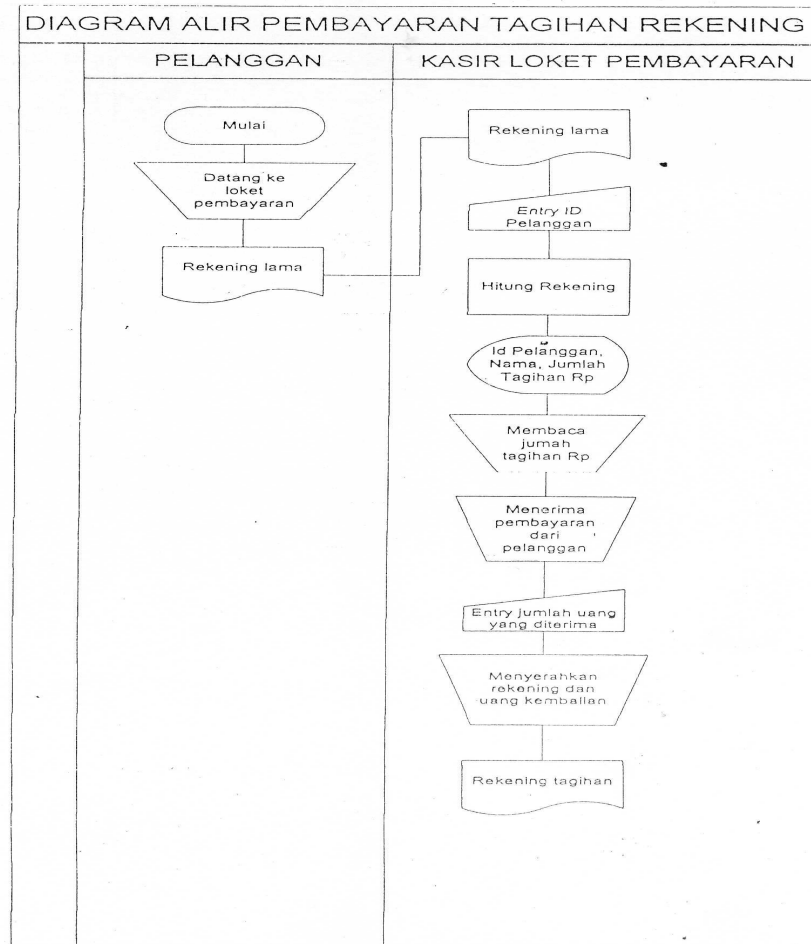 DIAGRAM ALIR PEMBAYARAN TAGIHAN REKENING
PELANGGAN
KASIR LOKET PEMBAYARAN
Mulai
Datang ke
loket
pembayaran
Rekening lama
Rekening lama
Entry ID
Pelanggan
Hitung Rekening
Id Pelanggan,
Nama, Jumlah
Tagihan Rp
Membaca
jumah
tagihan Rp
Menerima
pembayaran
dari
pelanggan
Entry jumlah uang
yang diterima
Menyerahkan
rekening dan
uang kembalian
Rekening tagihan